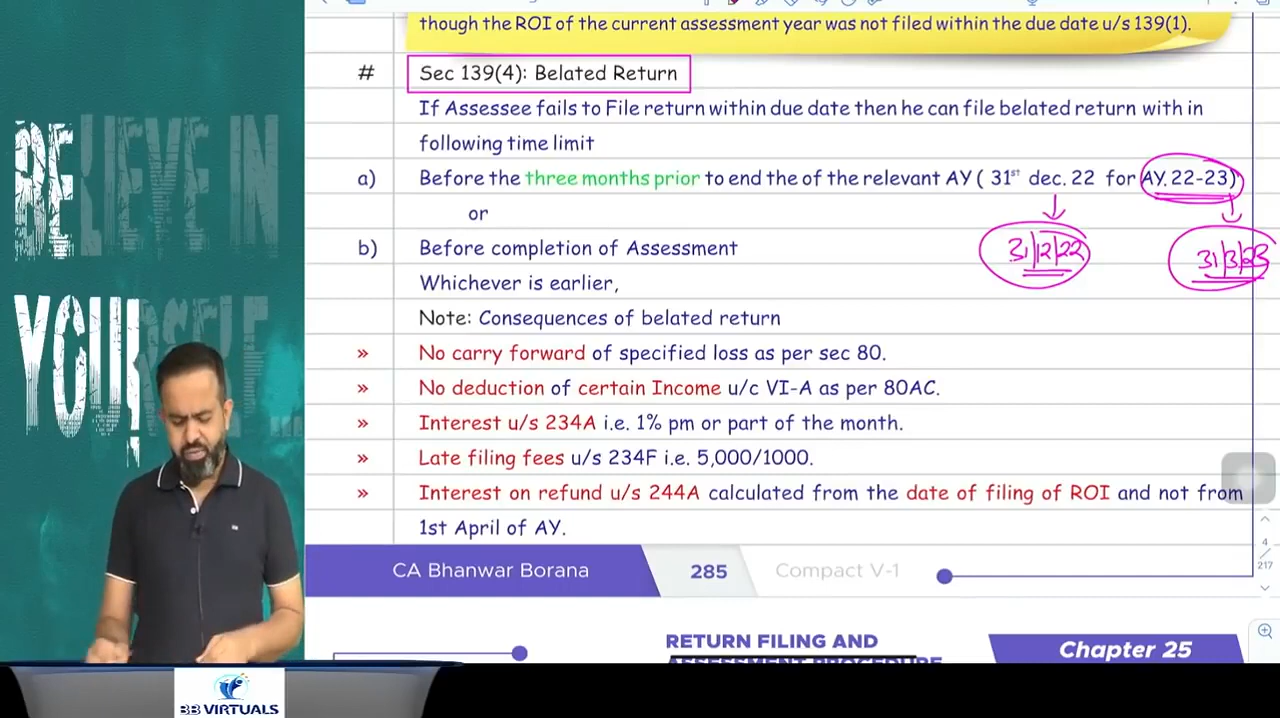 though the ROI of the current assessment year was not filed within the due date u/s 139(1).
# Sec 139(4): Belated Return
If Assessee fails to File return within due date then he can file belated return with in
following time limit
a) Before the three months prior to end the of the relevant AY ( 31st dec. 22 for AY. 22-23)
or
b) Before completion of Assessment
31/12/22 31/3/23
Whichever is earlier,
Note: Consequences of belated return
» No carry forward of specified loss as per sec 80.
» No deduction of certain Income u/c VI-A as per 80AC.
» Interest u/s 234A i.e. 1% pm or part of the month.
» Late filing fees u/s 234F i.e. 5,000/1000.
» Interest on refund u/s 244A calculated from the date of filing of ROI and not from
1st April of AY.
CA Bhanwar Borana 285 Compact V-1
4
/
217
RETURN FILING AND
ASSESSMENT PROCEDURE
Chapter 25
BELIEVE IN
YOURSELF...
BB VIRTUALS